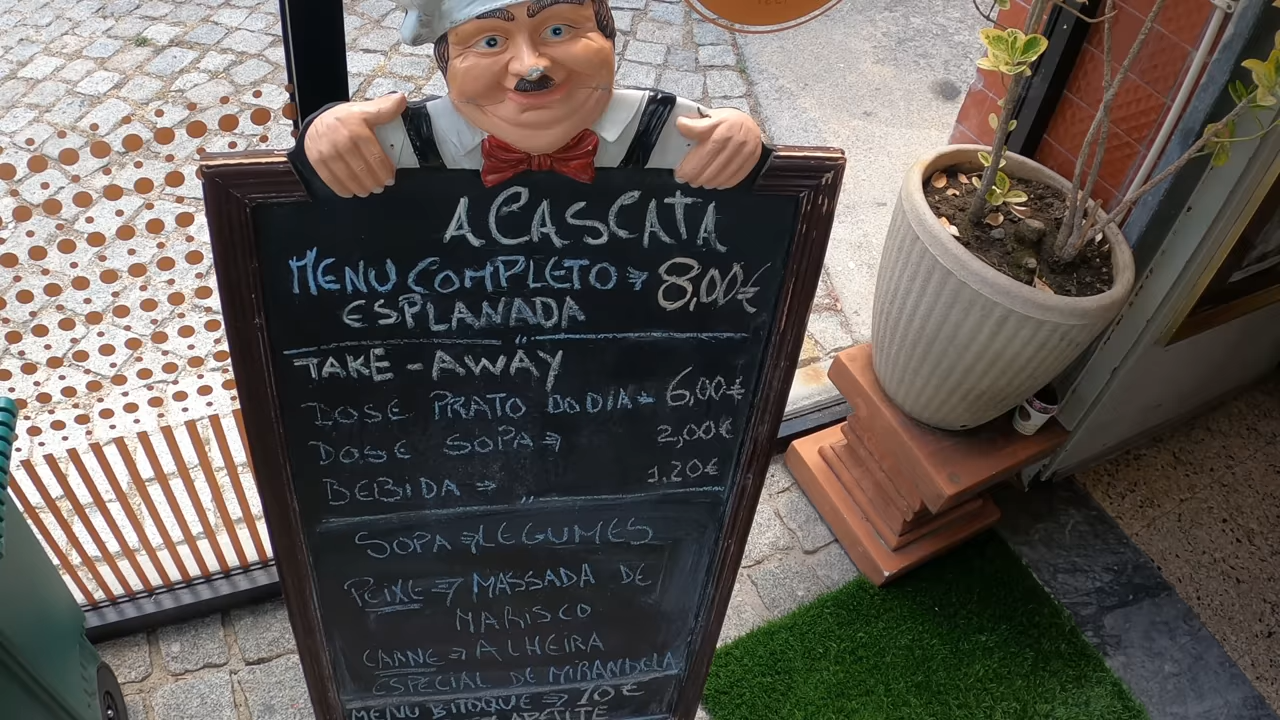 A CASCATA
MENU COMPLETO → 8,00€
ESPLANADA
TAKE-AWAY
DOSE PRATO DO DIA → 6,00€
DOSE SOPA → 2,00€
BEBIDA → 1,20€
SOPA → LEGUMES
PEIXE → MASSADA DE
MARISCO
CARNE → ALHEIRA
ESPECIAL DE MIRANDELA
MENU BITOQUE → 10€
APETITE